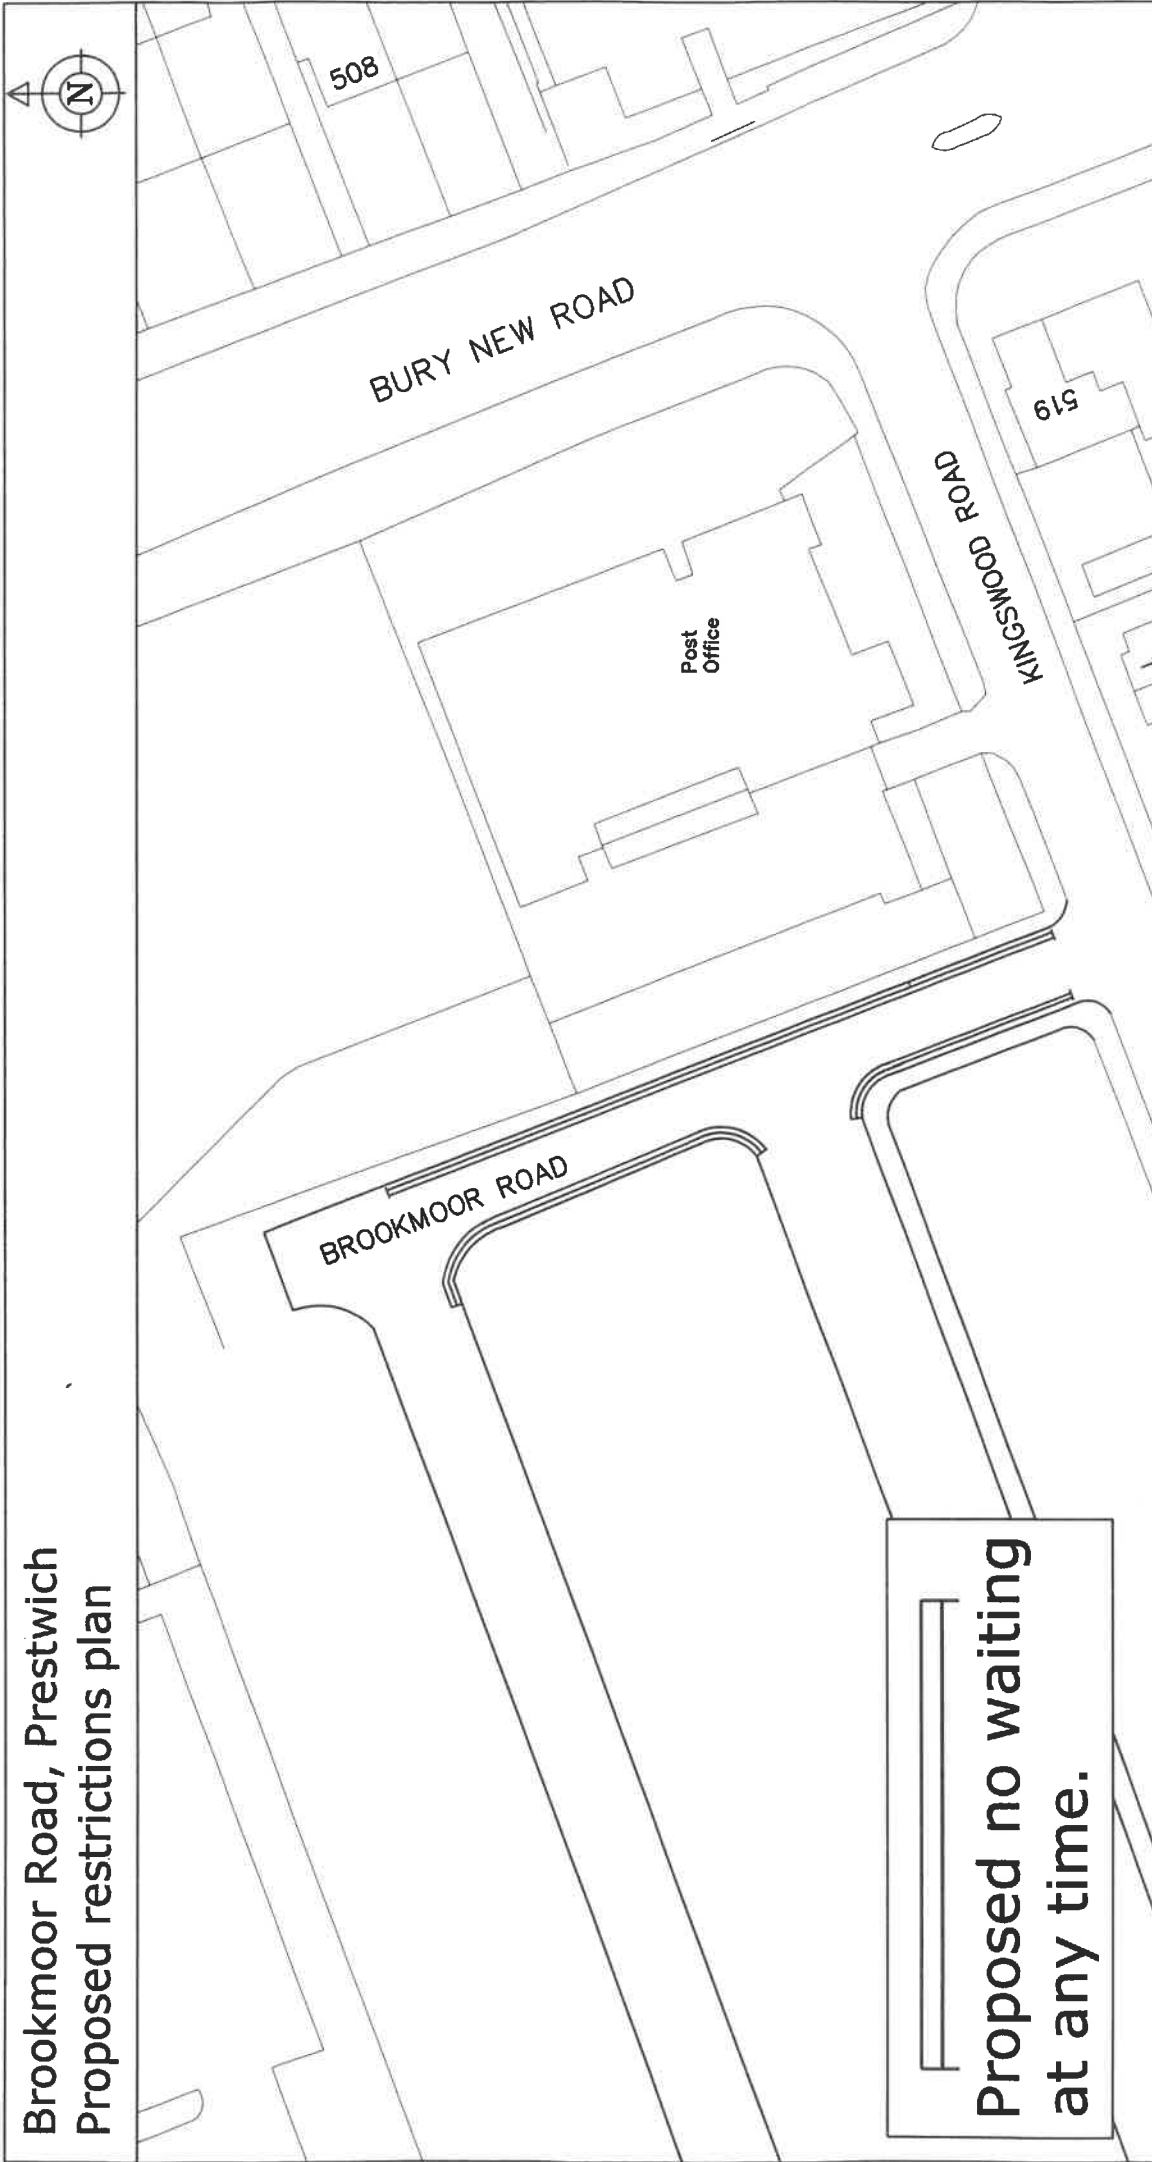 Brookmoor Road, Prestwich
Proposed restrictions plan
N
508
BURY NEW ROAD
Post
Office
519
KINGSWOOD ROAD
BROOKMOOR ROAD
Proposed no waiting
at any time.